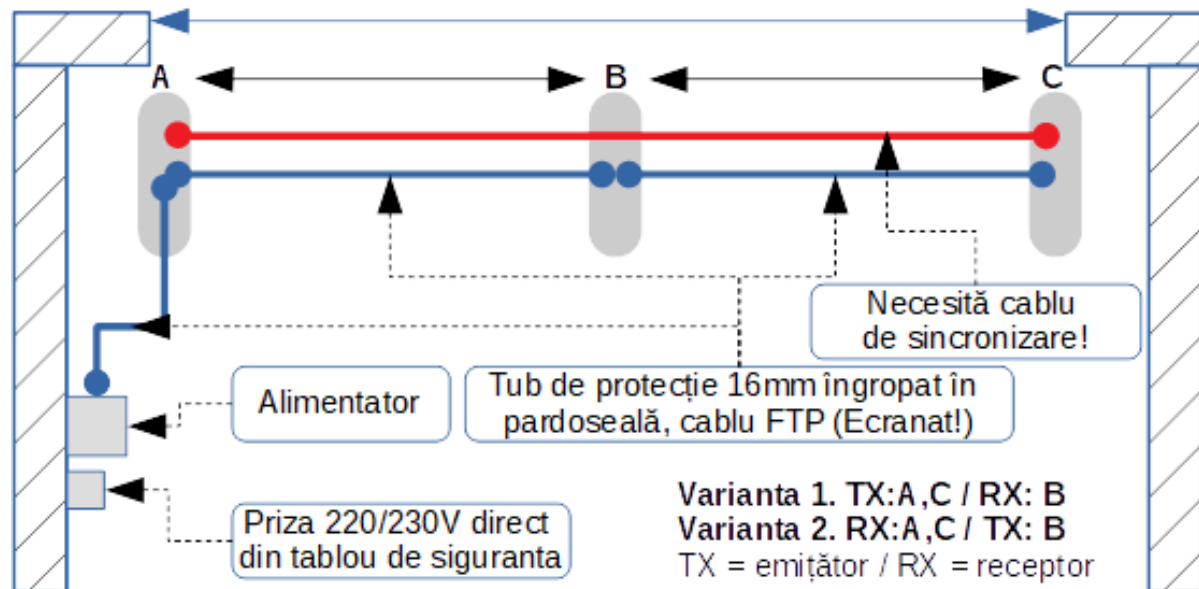 A B C
Necesită cablu
de sincronizare!
Alimentator
Tub de protecție 16mm îngropat în
pardoseală, cablu FTP (Ecranat!)
Priza 220/230V direct
din tablou de siguranta
Varianta 1. TX:A,C / RX: B
Varianta 2. RX:A,C / TX: B
TX = emițător / RX = receptor